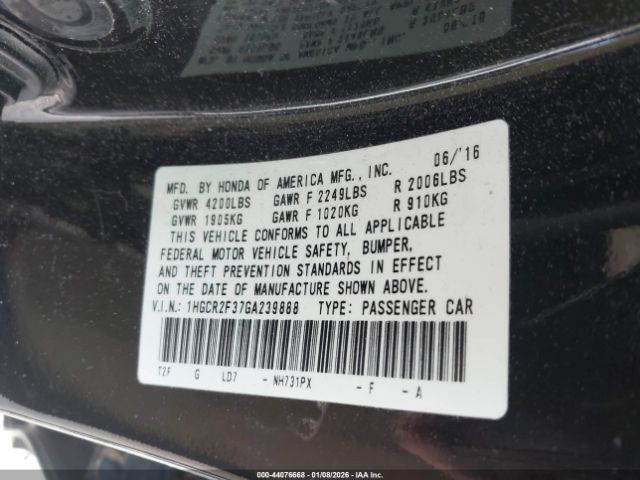 MFD. BY HONDA OF AMERICA MFG., INC. 06/'16
GVWR 4200LBS GAWR F 2249LBS R 2006LBS
GVWR 1905KG GAWR F 1020KG R 910KG
THIS VEHICLE CONFORMS TO ALL APPLICABLE
FEDERAL MOTOR VEHICLE SAFETY, BUMPER,
AND THEFT PREVENTION STANDARDS IN EFFECT
ON THE DATE OF MANUFACTURE SHOWN ABOVE.
V.I.N.: 1HGCR2F37GA239888 TYPE: PASSENGER CAR
T2F G LD7 - NH731PX - F - A
000-44076668 - 01/08/2026 - IAA Inc.